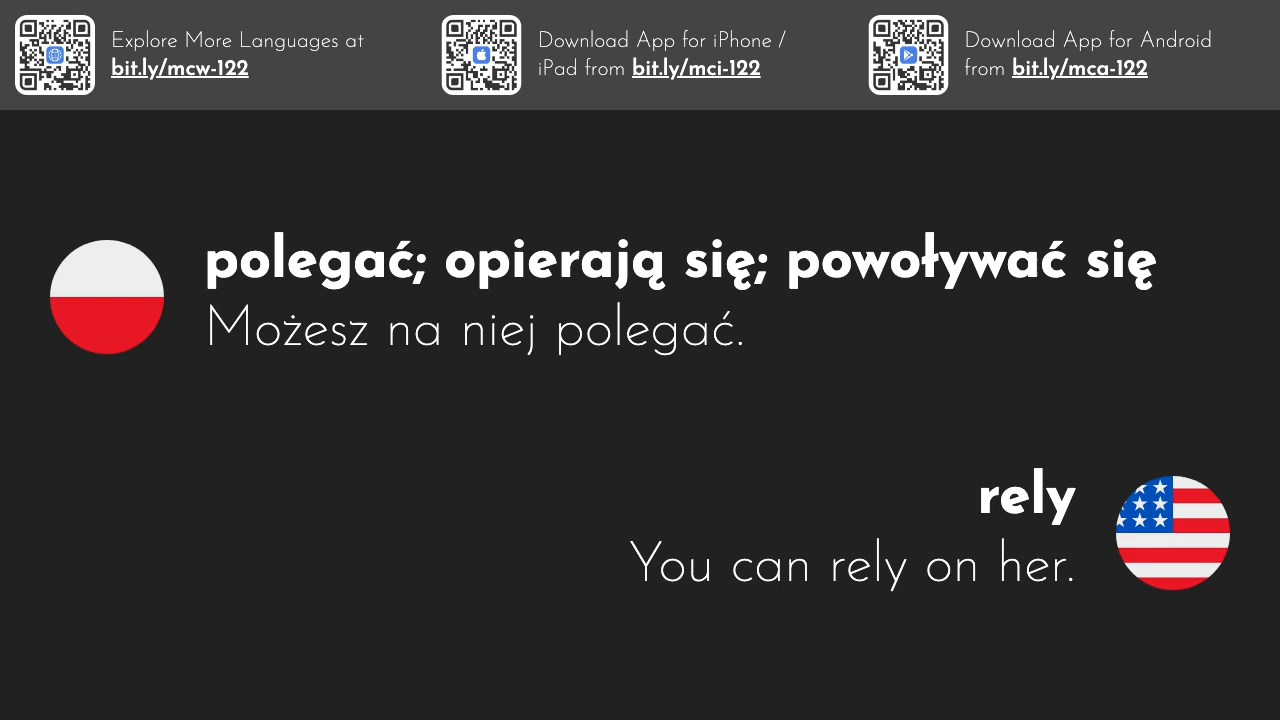 Explore More Languages at
bit.ly/mcw-122
Download App for iPhone /
iPad from bit.ly/mci-122
Download App for Android
from bit.ly/mca-122
polegać; opierają się; powoływać się
Możesz na niej polegać.
rely
You can rely on her.